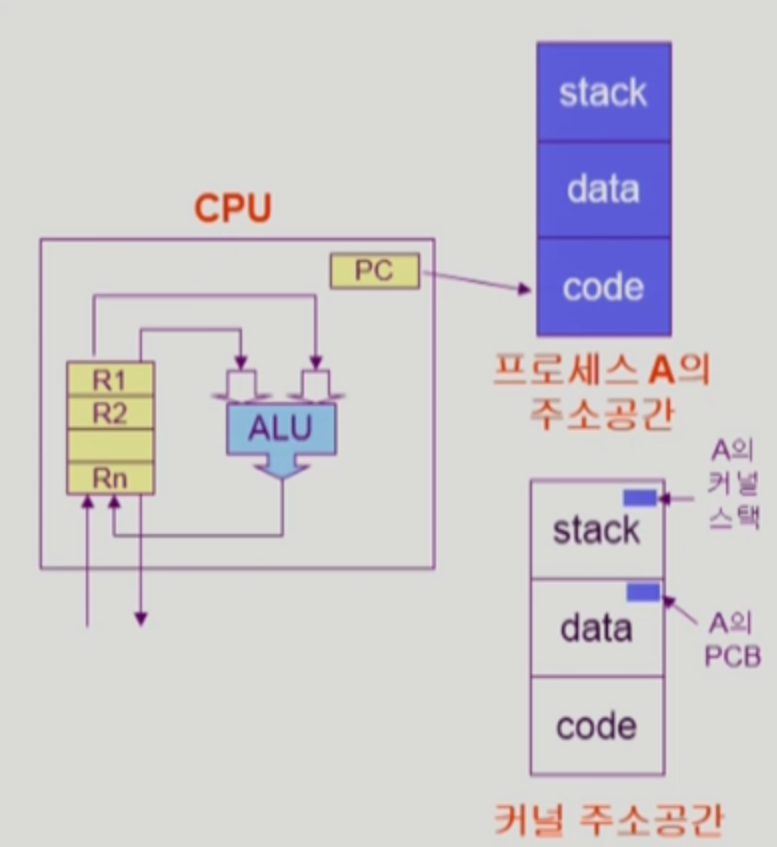 CPU
PC
R1
R2
Rn
ALU
stack
data
code
프로세스 A의
주소공간
stack
data
code
A의
커널
스택
A의
PCB
커널 주소공간